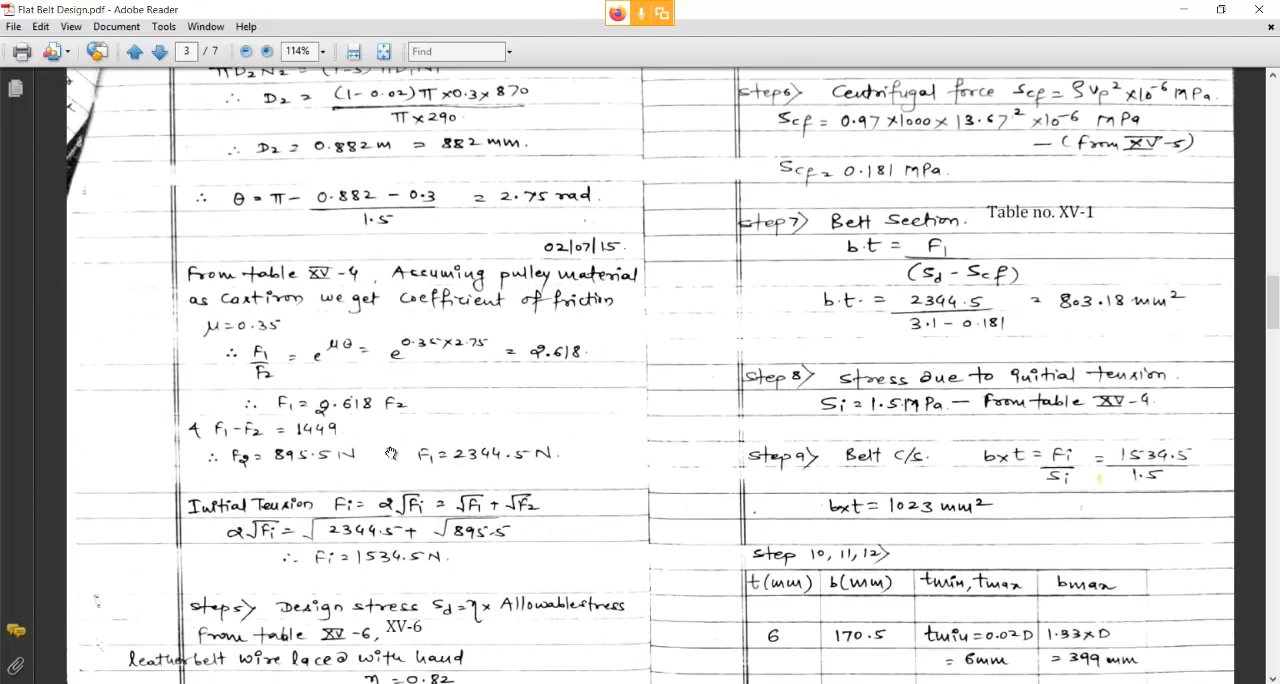 Flat Belt Design.pdf - Adobe Reader
File Edit View Document Tools Window Help
3 / 7 114% Find
∴ D2 = (1-0.02)π×0.3×870
π×290
∴ D2 = 0.882m = 882 mm.
∴ θ = π - 0.882 - 0.3 = 2.75 rad.
1.5
02/07/15.
From table XV-4, Assuming pulley material
as castiron we get coefficient of friction
μ=0.35
∴ F1 = e^μθ = e^0.35×2.75 = 2.618.
F2
∴ F1 = 2.618 F2
& F1-F2 = 1449
∴ F2 = 895.5 N F1 = 2344.5 N.
Initial Tension Fi = 2√Fi = √F1 + √F2
2√Fi = √2344.5 + √895.5
∴ Fi = 1534.5 N.
step5) Design stress Sd = η × Allowable stress
From table XV-6, XV-6
leather belt wire laced with hand
η = 0.82
step6) Centrifugal force Scf = ρVp² ×10^-6 MPa.
Scf = 0.97 ×1000× 13.67² ×10^-6 MPa
- (from XV-5)
Scf = 0.181 MPa.
step7) Belt Section. Table no. XV-1
b.t = F1
(Sd - Scf)
b.t. = 2344.5 = 803.18 mm²
3.1 - 0.181
step 8) stress due to initial tension.
Si = 1.5 MPa - from table XV-9.
step9) Belt c/s. b×t = Fi = 1534.5
Si 1.5
b×t = 1023 mm²
step 10, 11, 12)
t(mm) b(mm) tmin, tmax bmax
6 170.5 tmin = 0.02D 1.33×D
= 6mm = 399 mm